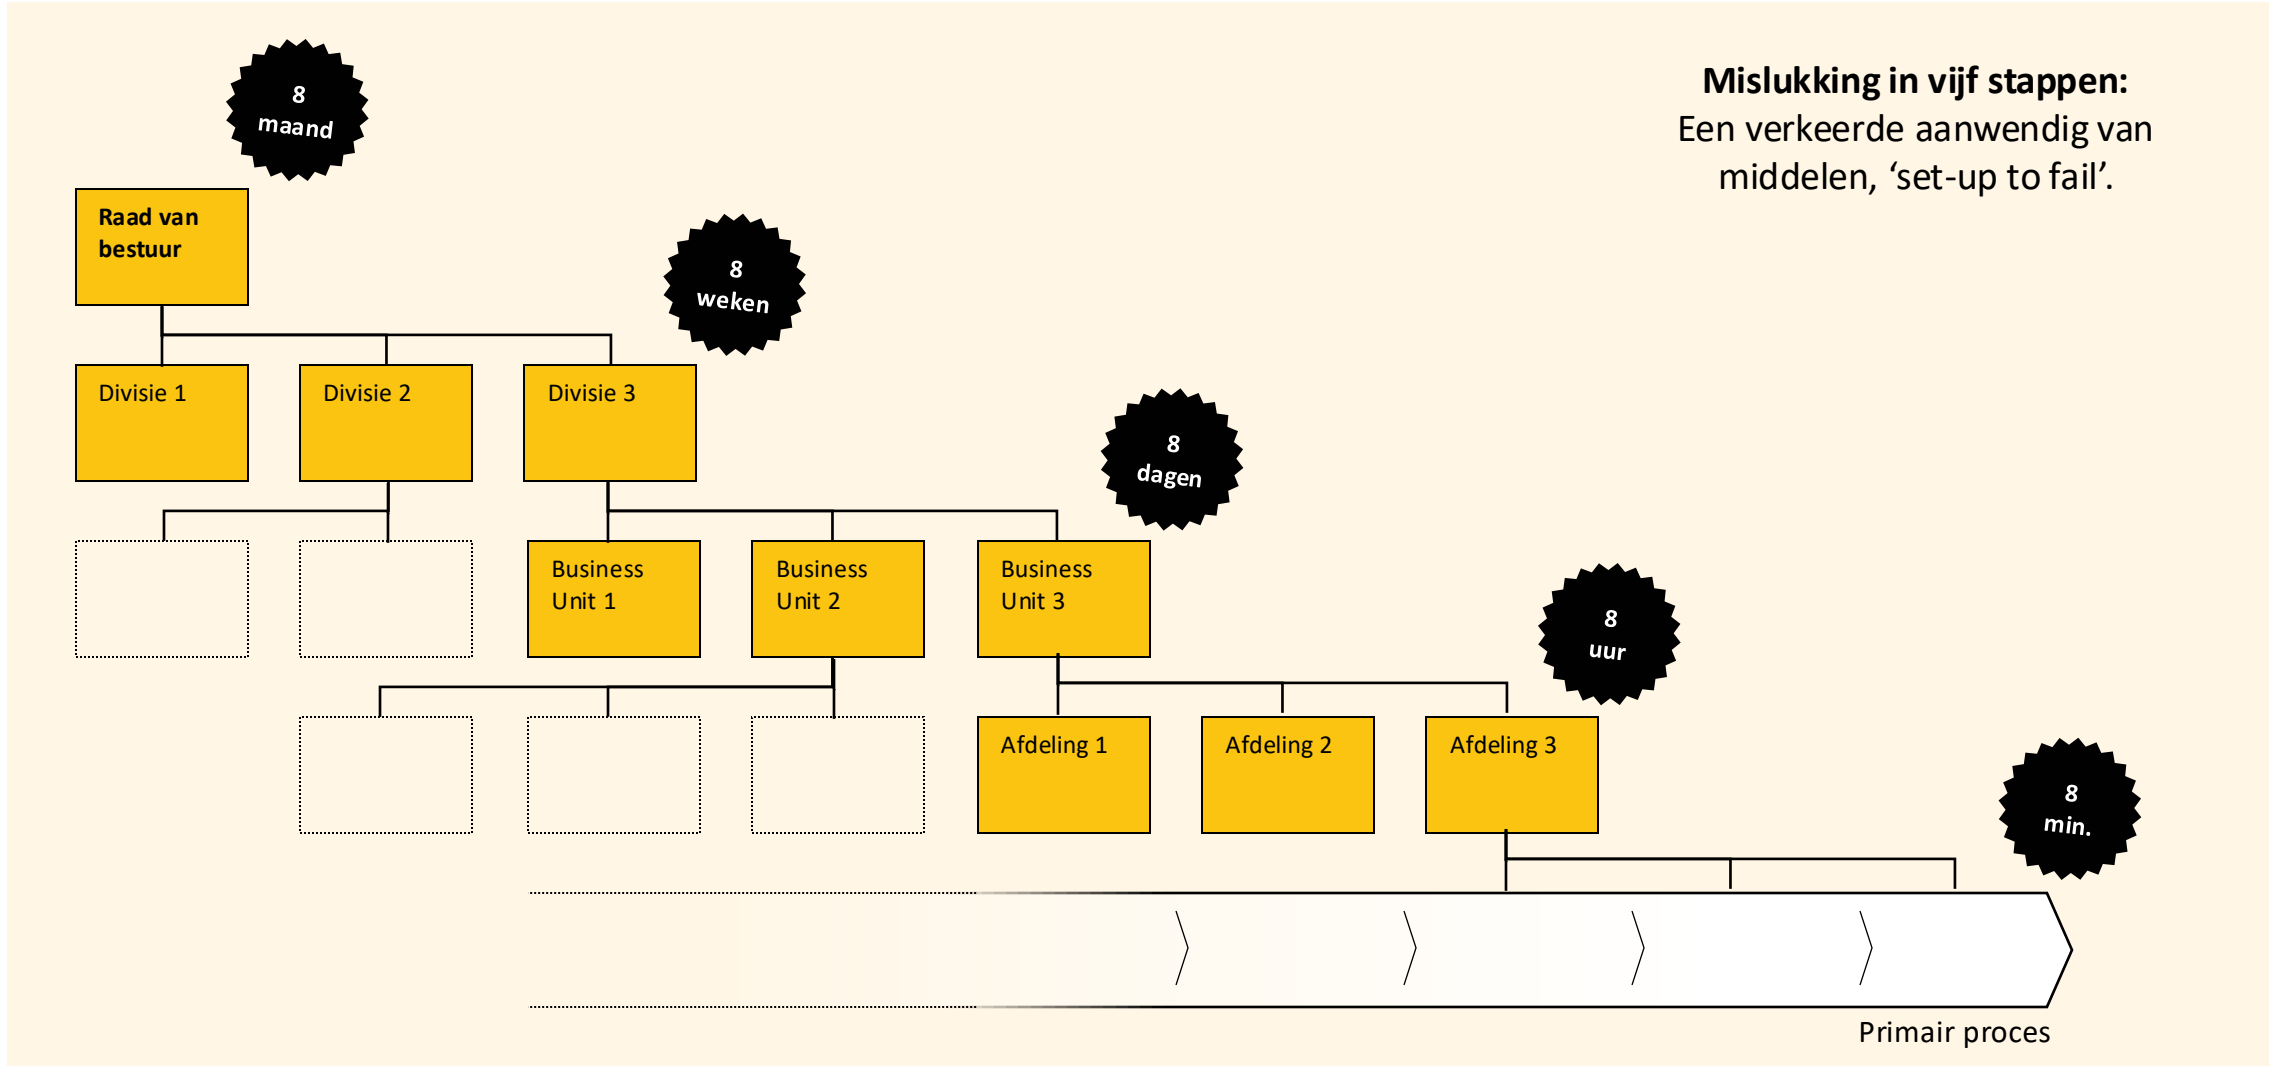 Mislukking in vijf stappen:
Een verkeerde aanwendig van
middelen, ‘set-up to fail’.
8
maand
Raad van
bestuur
8
weken
Divisie 1
Divisie 2
Divisie 3
8
dagen
Business
Unit 1
Business
Unit 2
Business
Unit 3
8
uur
Afdeling 1
Afdeling 2
Afdeling 3
8
min.
Primair proces